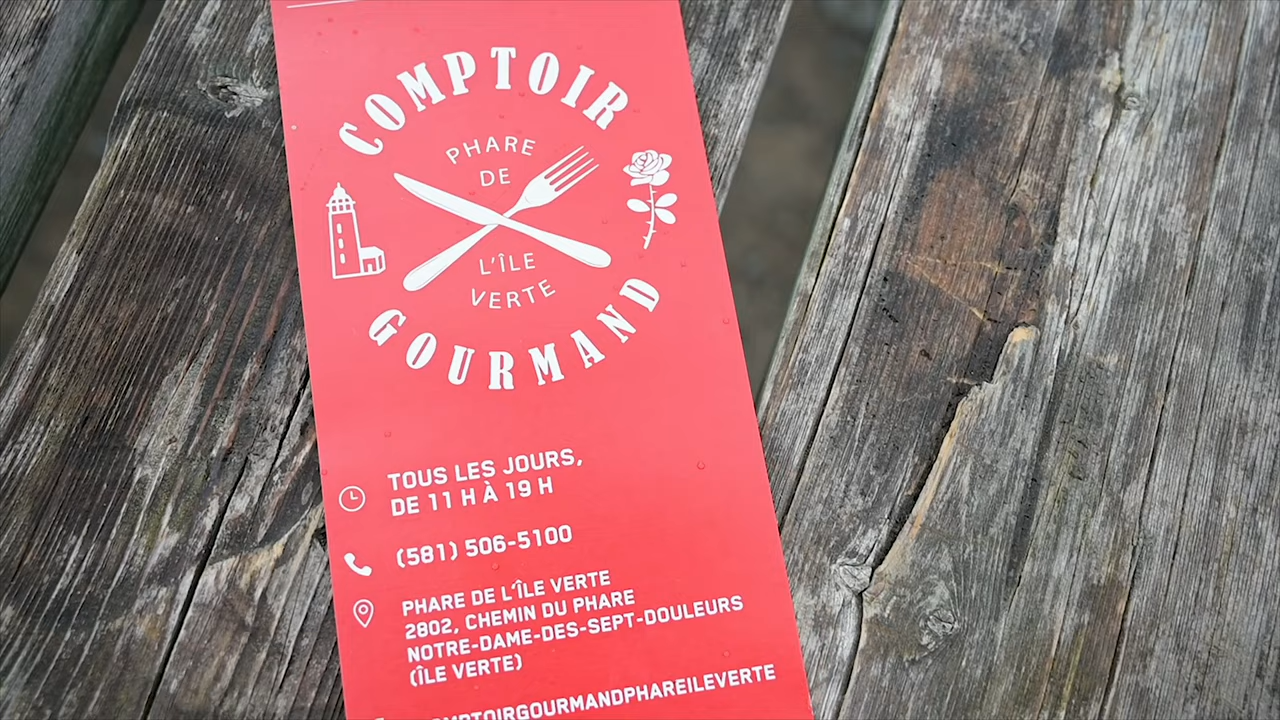 COMPTOIR
PHARE
DE
L'ÎLE
VERTE
GOURMAND
TOUS LES JOURS,
DE 11 H À 19 H
(581) 506-5100
PHARE DE L'ÎLE VERTE
2802, CHEMIN DU PHARE
NOTRE-DAME-DES-SEPT-DOULEURS
(ÎLE VERTE)
OMPTOIRGOURMANDPHAREILEVERTE